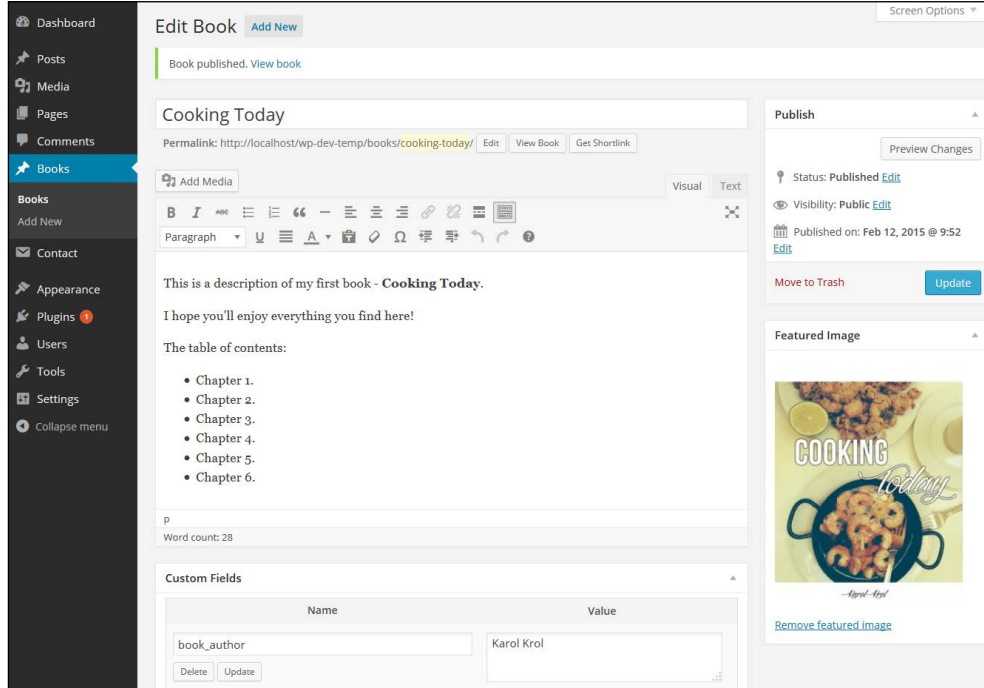 Screen Options
Dashboard
Posts
Media
Pages
Comments
Books
Books
Add New
Contact
Appearance
Plugins 1
Users
Tools
Settings
Collapse menu
Edit Book Add New
Book published. View book
Cooking Today
Permalink: http://localhost/wp-dev-temp/books/cooking-today/ Edit View Book Get Shortlink
Add Media
Visual Text
B I ABC
Paragraph U A Ω
This is a description of my first book - Cooking Today.
I hope you'll enjoy everything you find here!
The table of contents:
• Chapter 1.
• Chapter 2.
• Chapter 3.
• Chapter 4.
• Chapter 5.
• Chapter 6.
p
Word count: 28
Custom Fields
Name Value
book_author Karol Krol
Delete Update
Publish
Preview Changes
Status: Published Edit
Visibility: Public Edit
Published on: Feb 12, 2015 @ 9:52
Edit
Move to Trash Update
Featured Image
COOKING
Today
Karol Krol
Remove featured image